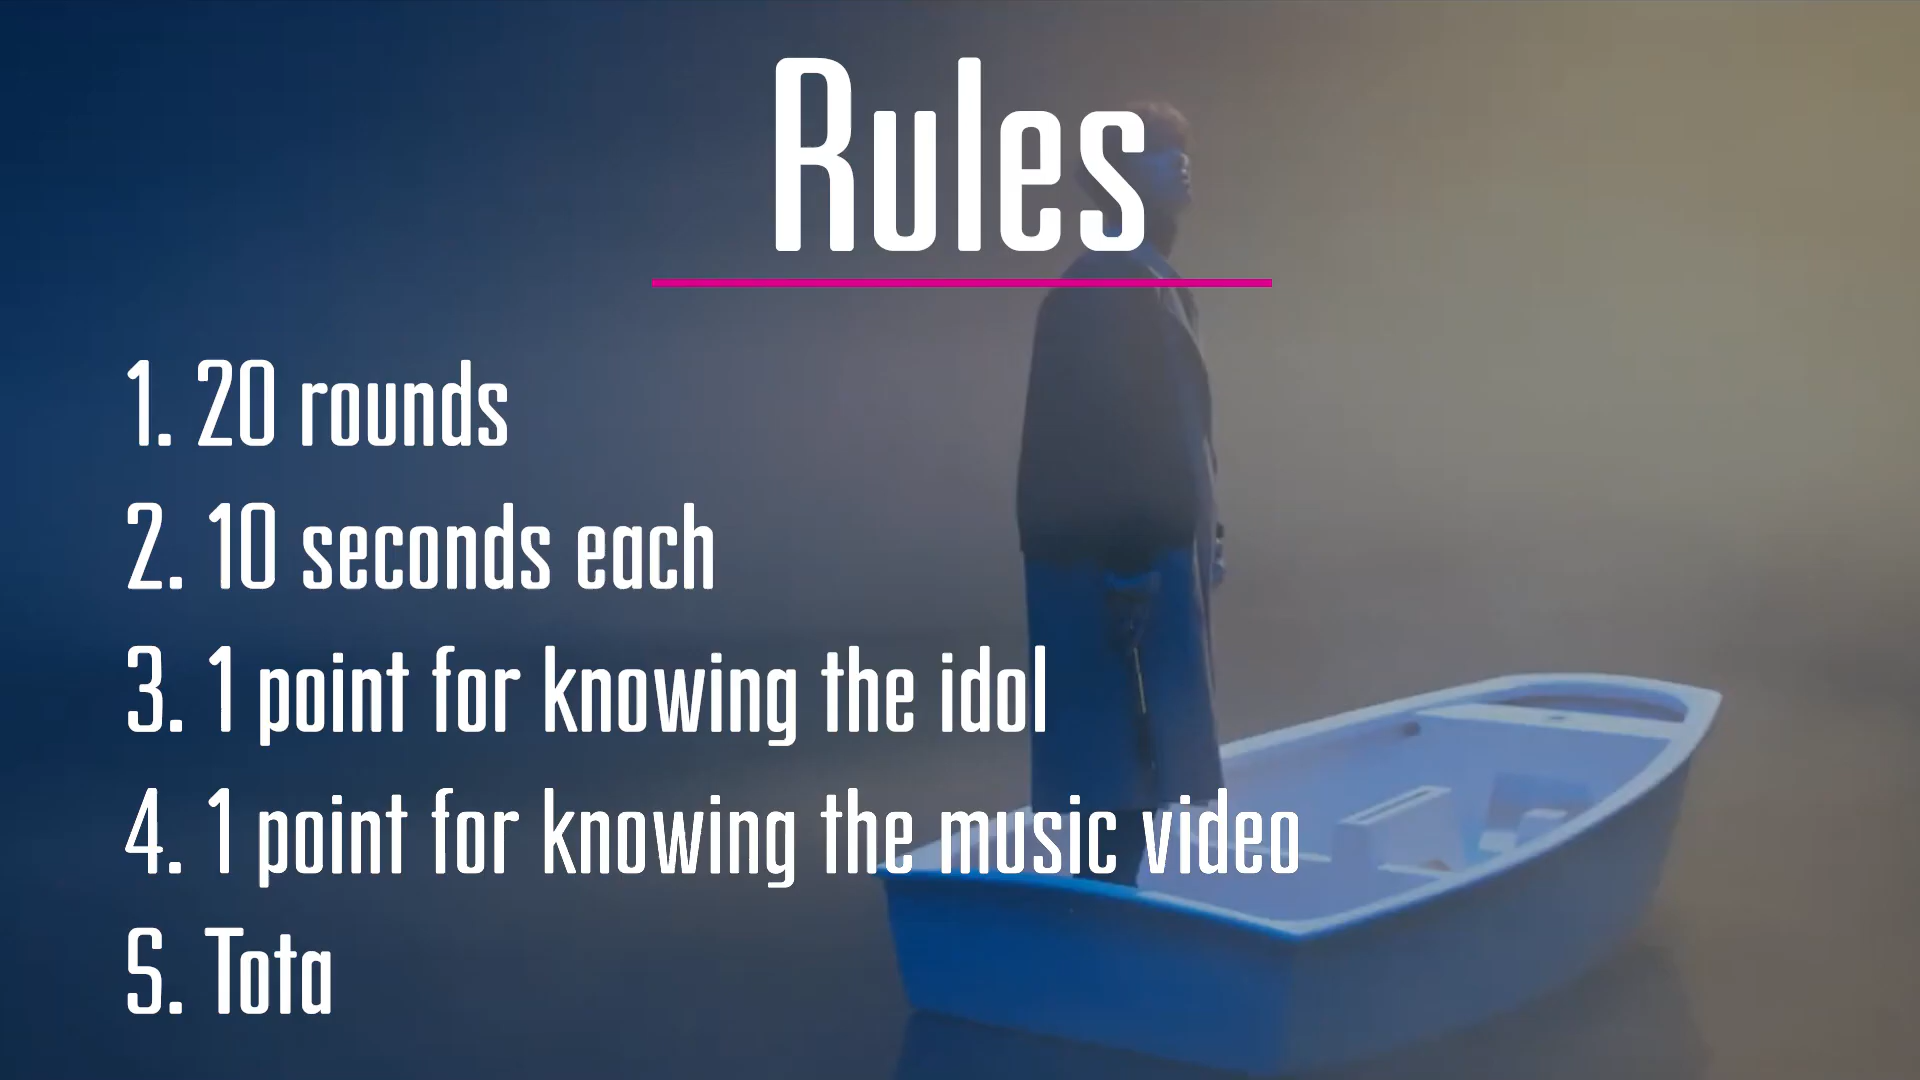 Rules
1. 20 rounds
2. 10 seconds each
3. 1 point for knowing the idol
4. 1 point for knowing the music video
5. Tota